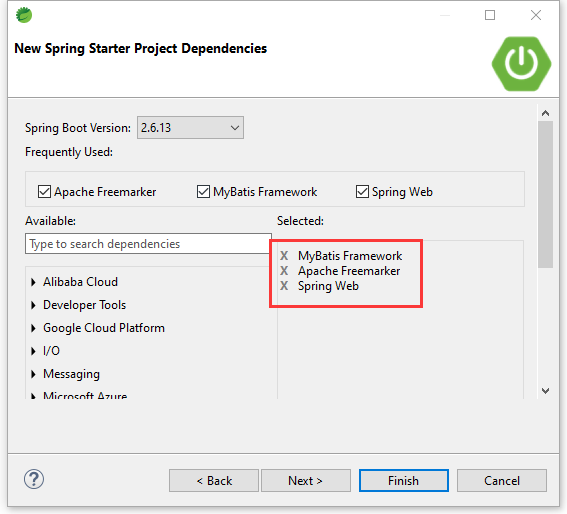 New Spring Starter Project Dependencies
Spring Boot Version: 2.6.13
Frequently Used:
Apache Freemarker MyBatis Framework Spring Web
Available: Selected:
Type to search dependencies
X MyBatis Framework
X Apache Freemarker
X Spring Web
Alibaba Cloud
Developer Tools
Google Cloud Platform
I/O
Messaging
Microsoft Azure
? < Back Next > Finish Cancel